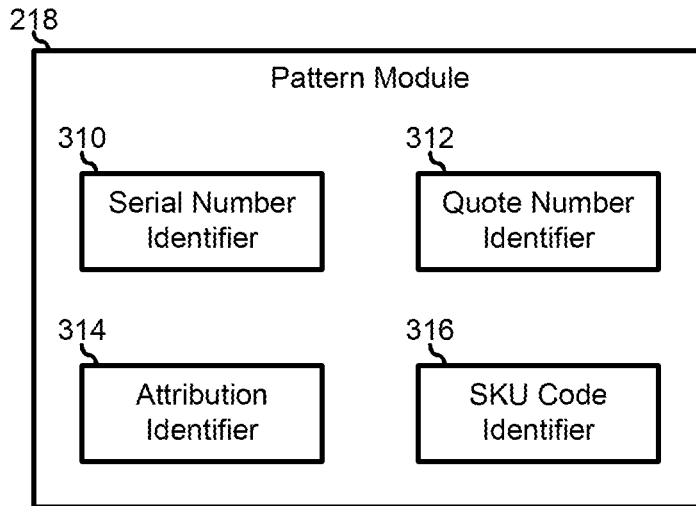 218
Pattern Module
310
312
Serial Number
Identifier
Quote Number
Identifier
314
316
Attribution
Identifier
SKU Code
Identifier